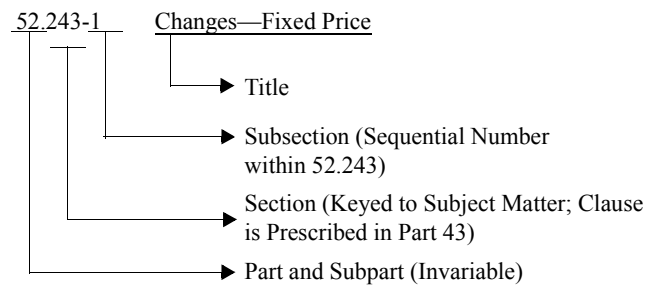 52.243-1 Changes—Fixed Price
Title
Subsection (Sequential Number
within 52.243)
Section (Keyed to Subject Matter; Clause
is Prescribed in Part 43)
Part and Subpart (Invariable)